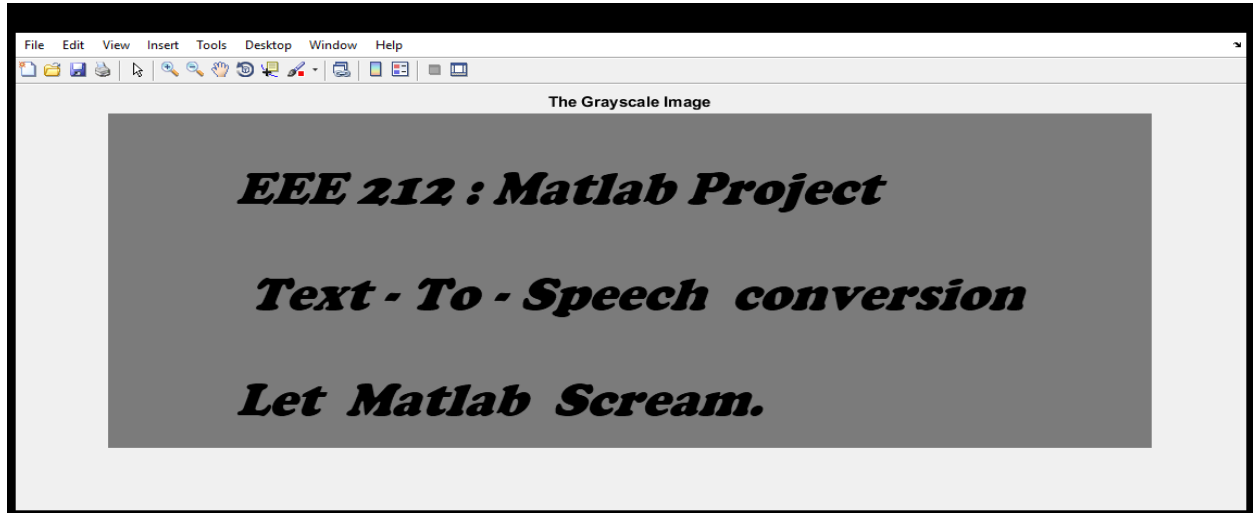 File Edit View Insert Tools Desktop Window Help
The Grayscale Image
EEE 212 : Matlab Project
Text - To - Speech conversion
Let Matlab Scream.